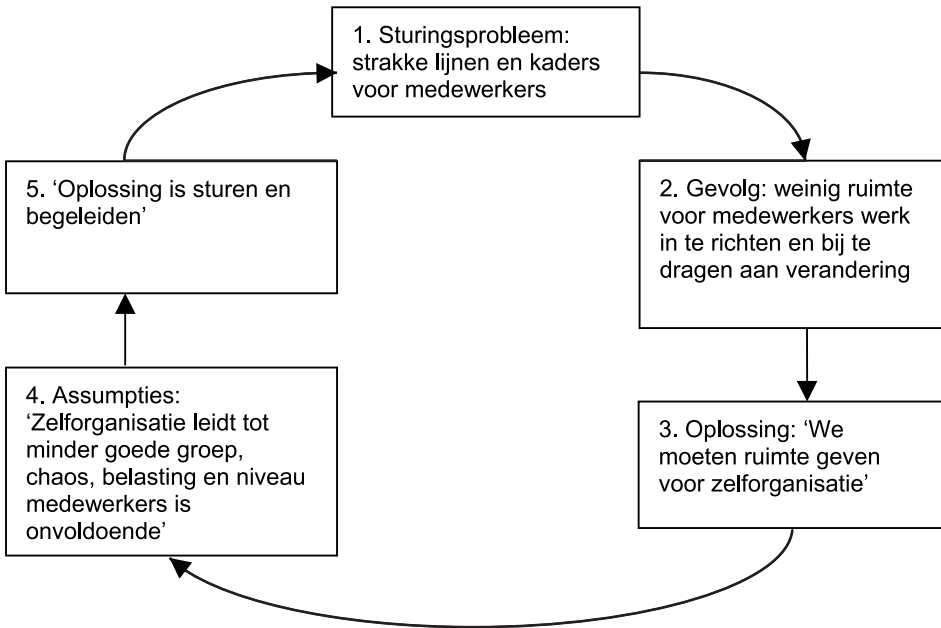 1. Sturingsprobleem:
strakke lijnen en kaders
voor medewerkers
2. Gevolg: weinig ruimte
voor medewerkers werk
in te richten en bij te
dragen aan verandering
3. Oplossing: ‘We
moeten ruimte geven
voor zelforganisatie’
4. Assumpties:
‘Zelforganisatie leidt tot
minder goede groep,
chaos, belasting en niveau
medewerkers is
onvoldoende’
5. ‘Oplossing is sturen en
begeleiden’